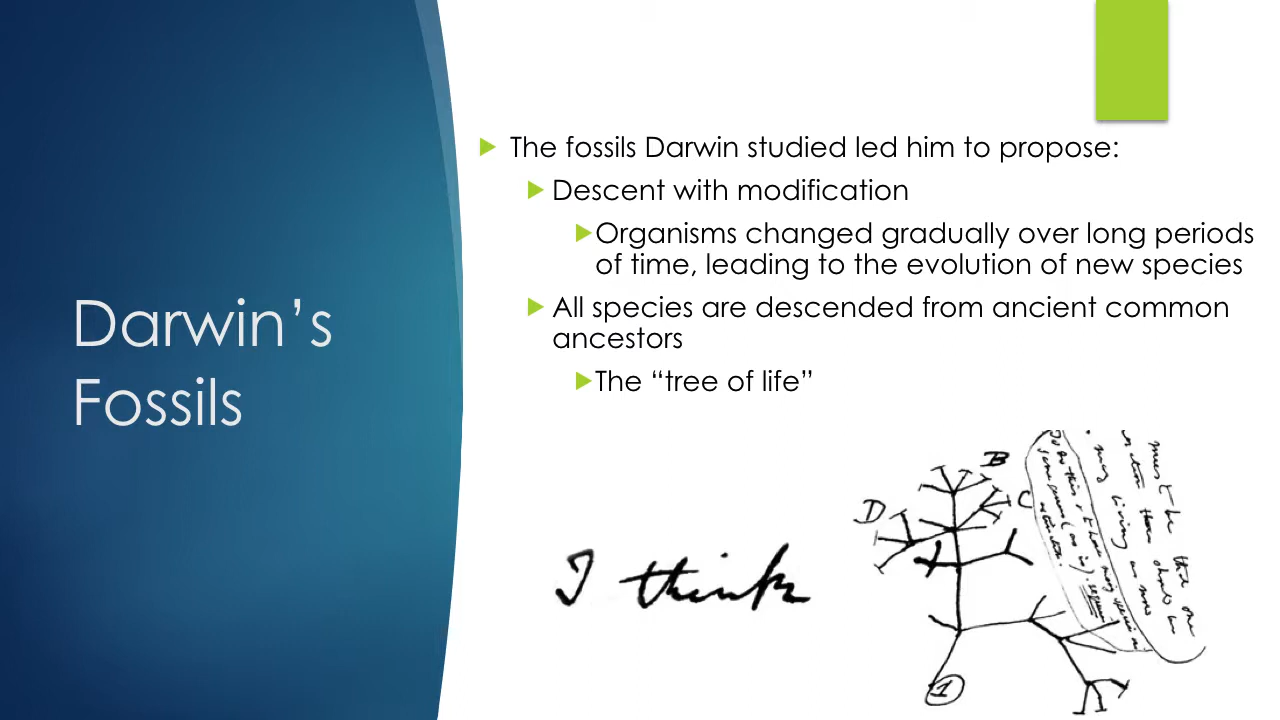 Darwin’s
Fossils
The fossils Darwin studied led him to propose:
Descent with modification
Organisms changed gradually over long periods
of time, leading to the evolution of new species
All species are descended from ancient common
ancestors
The “tree of life”
I think
B
D
C
1